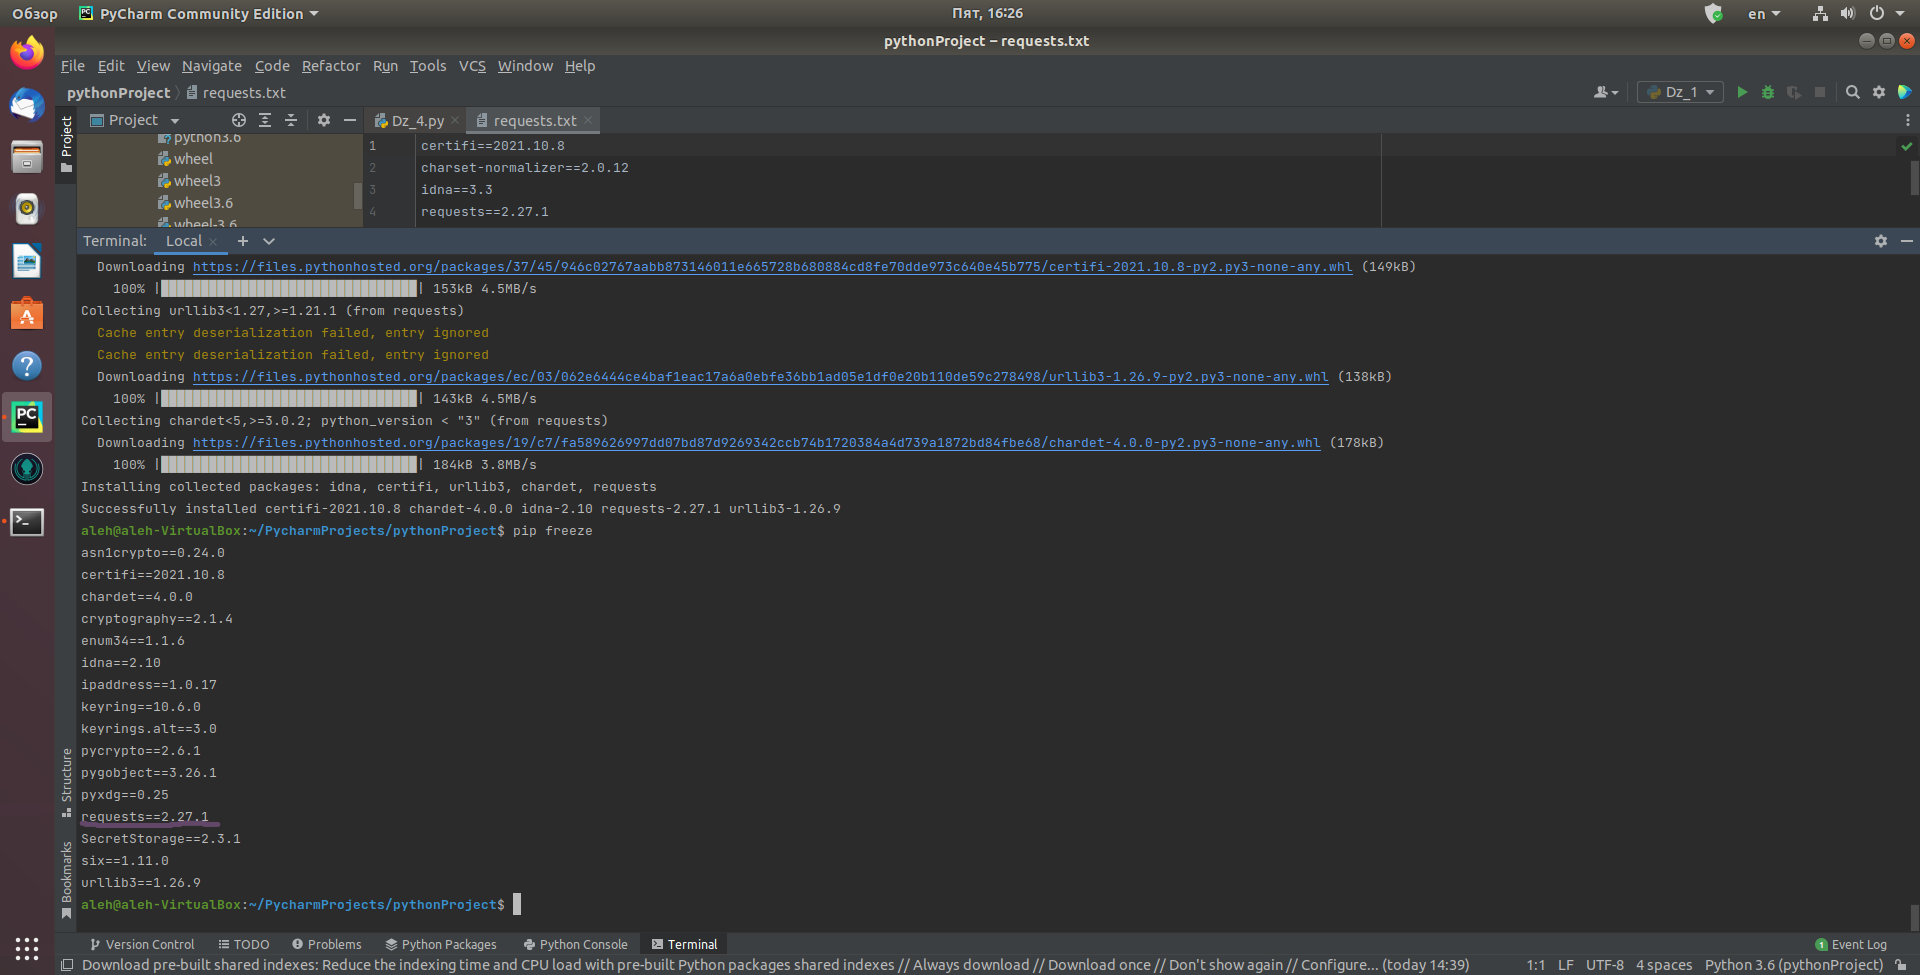 Обзор PyCharm Community Edition Пят, 16:26 en
pythonProject – requests.txt
File Edit View Navigate Code Refactor Run Tools VCS Window Help
pythonProject requests.txt Dz_1
Project Project Dz_4.py requests.txt
python3.6
wheel
wheel3
wheel3.6
wheel-3.6
1 certifi==2021.10.8
2 charset-normalizer==2.0.12
3 idna==3.3
4 requests==2.27.1
Terminal: Local
Downloading https://files.pythonhosted.org/packages/37/45/946c02767aabb873146011e665728b680884cd8fe70dde973c640e45b775/certifi-2021.10.8-py2.py3-none-any.whl (149kB)
100% || 153kB 4.5MB/s
Collecting urllib3<1.27,>=1.21.1 (from requests)
Cache entry deserialization failed, entry ignored
Cache entry deserialization failed, entry ignored
Downloading https://files.pythonhosted.org/packages/ec/03/062e6444ce4baf1eac17a6a0ebfe36bb1ad05e1df0e20b110de59c278498/urllib3-1.26.9-py2.py3-none-any.whl (138kB)
100% || 143kB 4.5MB/s
Collecting chardet<5,>=3.0.2; python_version < "3" (from requests)
Downloading https://files.pythonhosted.org/packages/19/c7/fa589626997dd07bd87d9269342ccb74b1720384a4d739a1872bd84fbe68/chardet-4.0.0-py2.py3-none-any.whl (178kB)
100% || 184kB 3.8MB/s
Installing collected packages: idna, certifi, urllib3, chardet, requests
Successfully installed certifi-2021.10.8 chardet-4.0.0 idna-2.10 requests-2.27.1 urllib3-1.26.9
aleh@aleh-VirtualBox:~/PycharmProjects/pythonProject$ pip freeze
asn1crypto==0.24.0
certifi==2021.10.8
chardet==4.0.0
cryptography==2.1.4
enum34==1.1.6
idna==2.10
ipaddress==1.0.17
keyring==10.6.0
keyrings.alt==3.0
pycrypto==2.6.1
pygobject==3.26.1
pyxdg==0.25
requests==2.27.1
SecretStorage==2.3.1
six==1.11.0
urllib3==1.26.9
aleh@aleh-VirtualBox:~/PycharmProjects/pythonProject$
Structure
Bookmarks
Version Control TODO Problems Python Packages Python Console Terminal 1 Event Log
Download pre-built shared indexes: Reduce the indexing time and CPU load with pre-built Python packages shared indexes // Always download // Download once // Don't show again // Configure... (today 14:39) 1:1 LF UTF-8 4 spaces Python 3.6 (pythonProject)